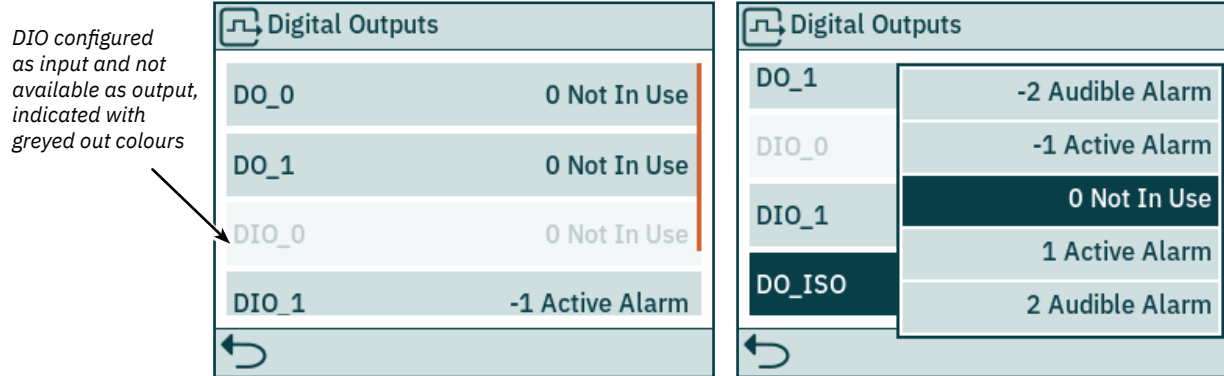 DIO configured
as input and not
available as output,
indicated with
greyed out colours
Digital Outputs
DO_0 0 Not In Use
DO_1 0 Not In Use
DIO_0 0 Not In Use
DIO_1 -1 Active Alarm
Digital Outputs
DO_1
DIO_0
DIO_1
DO_ISO
-2 Audible Alarm
-1 Active Alarm
0 Not In Use
1 Active Alarm
2 Audible Alarm